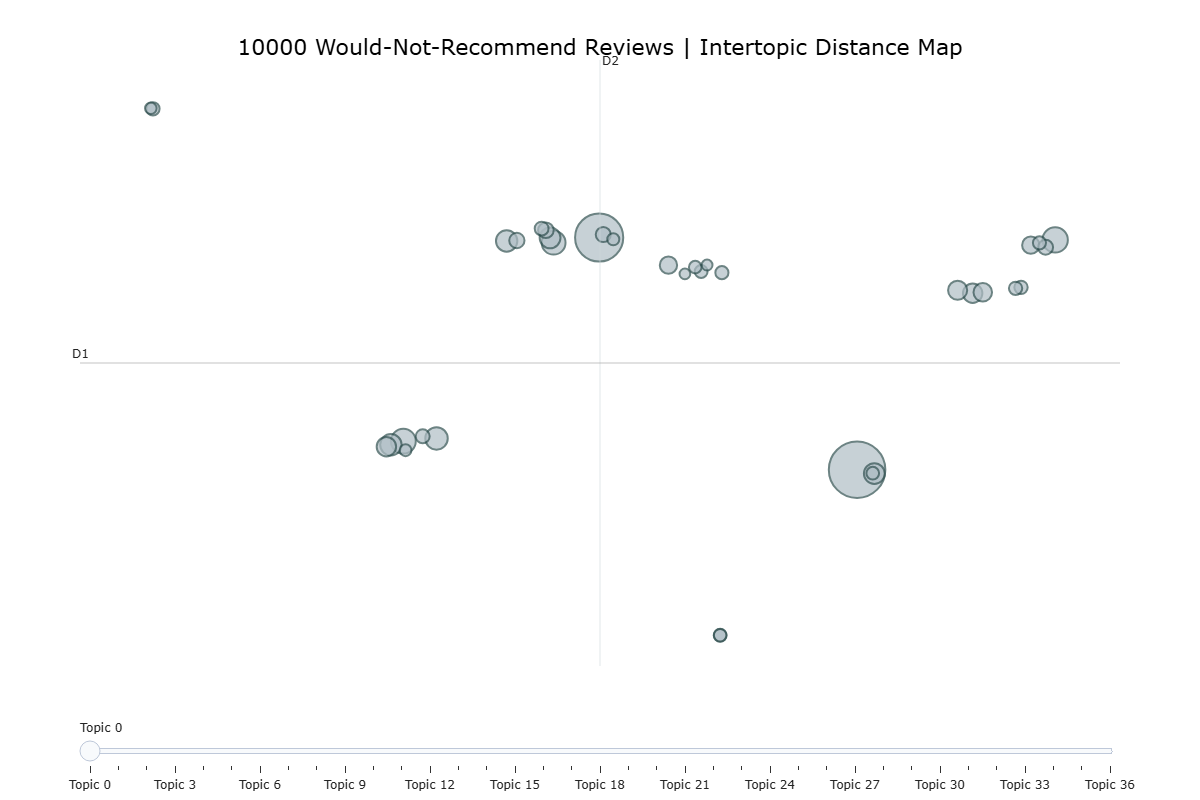 10000 Would-Not-Recommend Reviews | Intertopic Distance Map
D2
D1
Topic 0
Topic 0 Topic 3 Topic 6 Topic 9 Topic 12 Topic 15 Topic 18 Topic 21 Topic 24 Topic 27 Topic 30 Topic 33 Topic 36